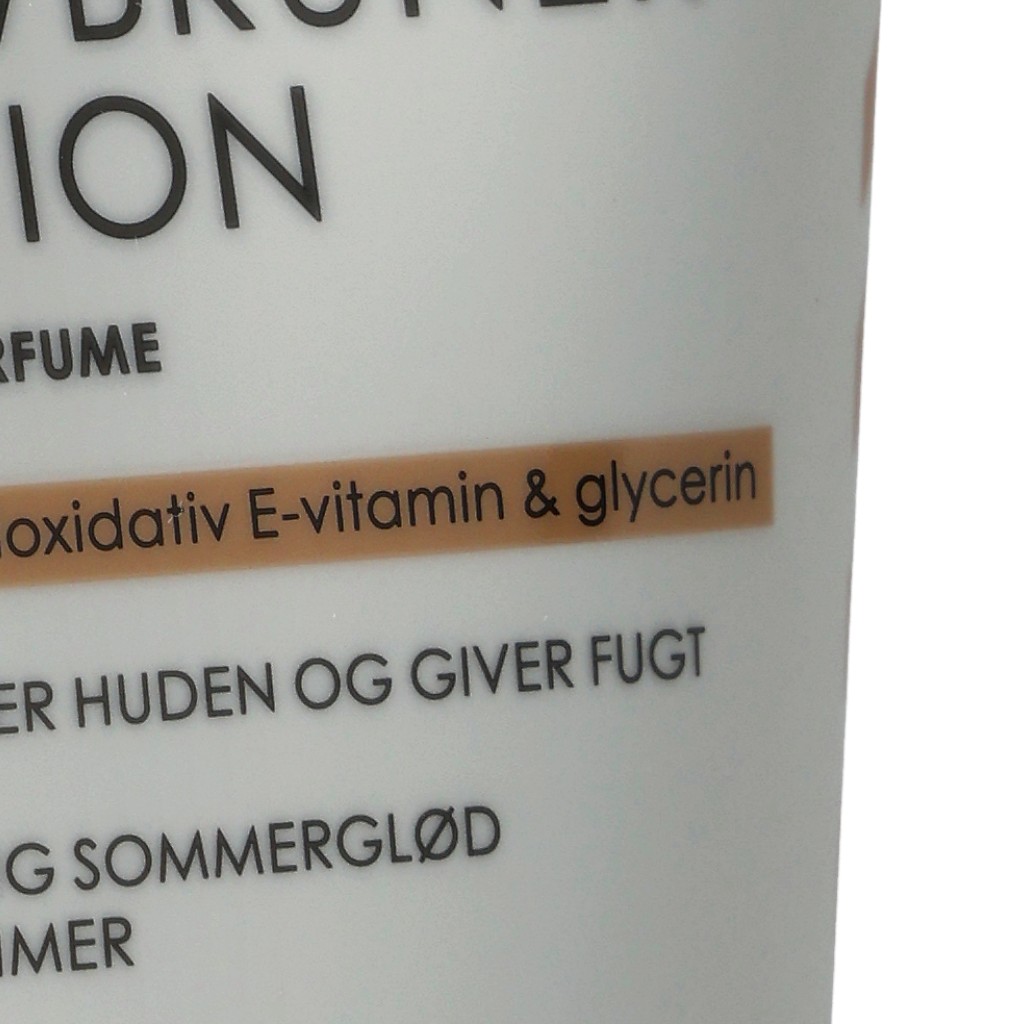 ION
RFUME
oxidativ E-vitamin & glycerin
ER HUDEN OG GIVER FUGT
G SOMMERGLØD
MER